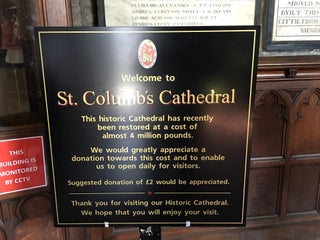 SHOULD
BUILT THIS
Welcome to
St. Columb's Cathedral
This historic Cathedral has recently
been restored at a cost of
almost 4 million pounds.
We would greatly appreciate a
donation towards this cost and to enable
us to open daily for visitors.
Suggested donation of £2 would be appreciated.
Thank you for visiting our Historic Cathedral.
We hope that you will enjoy your visit.
THIS
BUILDING IS
MONITORED
BY CCTV